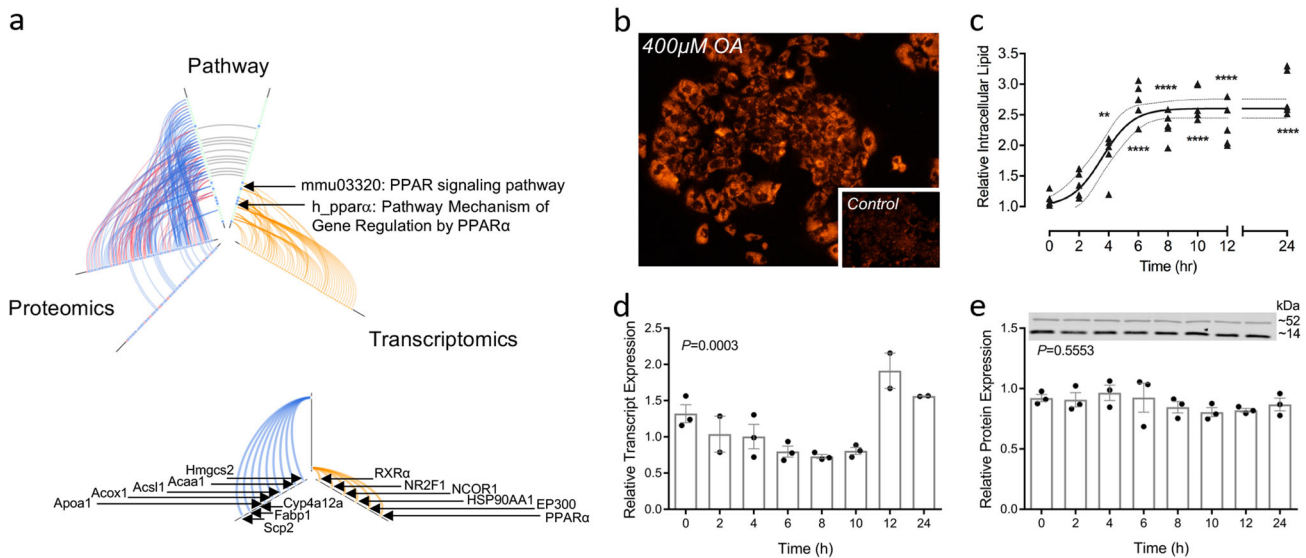 a
Pathway
mmu03320: PPAR signaling pathway
h_pparα: Pathway Mechanism of
Gene Regulation by PPARα
Proteomics
Transcriptomics
Hmgcs2
Acaa1
Acsl1
Acox1
Apoa1
Cyp4a12a
Fabp1
Scp2
RXRα
NR2F1
NCOR1
HSP90AA1
EP300
PPARα
b
400µM OA
Control
c
Relative Intracellular Lipid
3.5
3.0
2.5
2.0
1.5
1.0
** **** **** **** **** ****
0 2 4 6 8 10 12 24
Time (hr)
d
Relative Transcript Expression
2.5
2.0
1.5
1.0
0.5
0.0
P=0.0003
0 2 4 6 8 10 12 24
Time (h)
e
kDa
~52
~14
Relative Protein Expression
1.5
1.0
0.5
0.0
P=0.5553
0 2 4 6 8 10 12 24
Time (h)